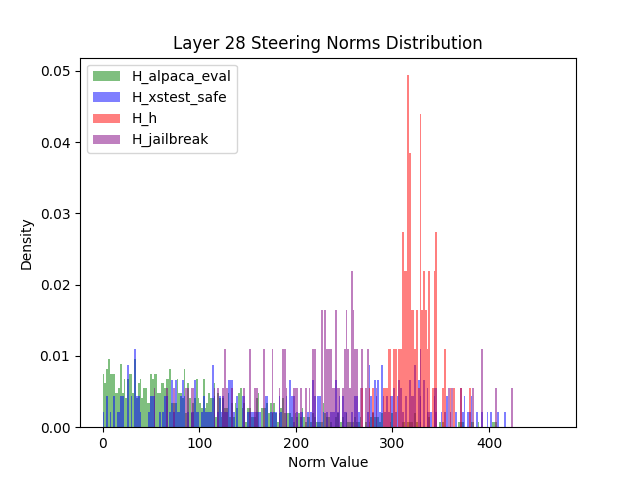 Layer 28 Steering Norms Distribution
0.05
0.04
0.03
0.02
0.01
0.00
Density
H_alpaca_eval
H_xstest_safe
H_h
H_jailbreak
0
100
200
300
400
Norm Value